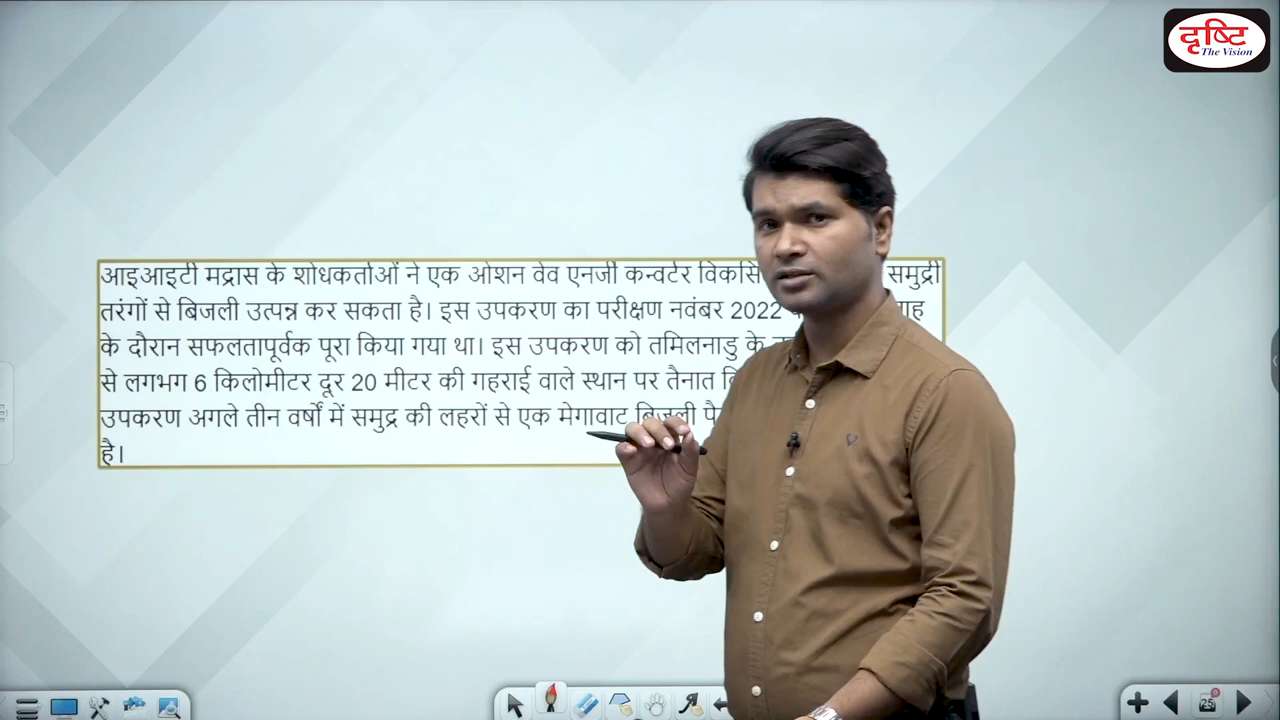 दृष्टि
The Vision
आइआइटी मद्रास के शोधकर्ताओं ने एक ओशन वेव एनर्जी कन्वर्टर समुद्री
तरंगों से बिजली उत्पन्न कर सकता है। इस उपकरण का परीक्षण नवंबर 2022
के दौरान सफलतापूर्वक पूरा किया गया था। इस उपकरण को तमिलनाडु के
से लगभग 6 किलोमीटर दूर 20 मीटर की गहराई वाले स्थान पर तैनात
उपकरण अगले तीन वर्षों में समुद्र की लहरों से एक मेगावाट बिजली
है।
25